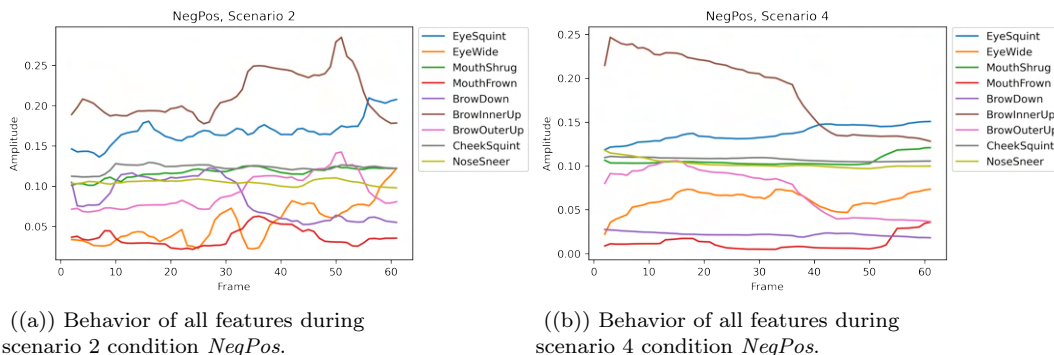 NegPos, Scenario 2
0.25
0.20
0.15
0.10
0.05
Amplitude
0 10 20 30 40 50 60
Frame
EyeSquint
EyeWide
MouthShrug
MouthFrown
BrowDown
BrowInnerUp
BrowOuterUp
CheekSquint
NoseSneer
((a)) Behavior of all features during
scenario 2 condition NegPos.
NegPos, Scenario 4
0.25
0.20
0.15
0.10
0.05
0.00
Amplitude
0 10 20 30 40 50 60
Frame
EyeSquint
EyeWide
MouthShrug
MouthFrown
BrowDown
BrowInnerUp
BrowOuterUp
CheekSquint
NoseSneer
((b)) Behavior of all features during
scenario 4 condition NegPos.